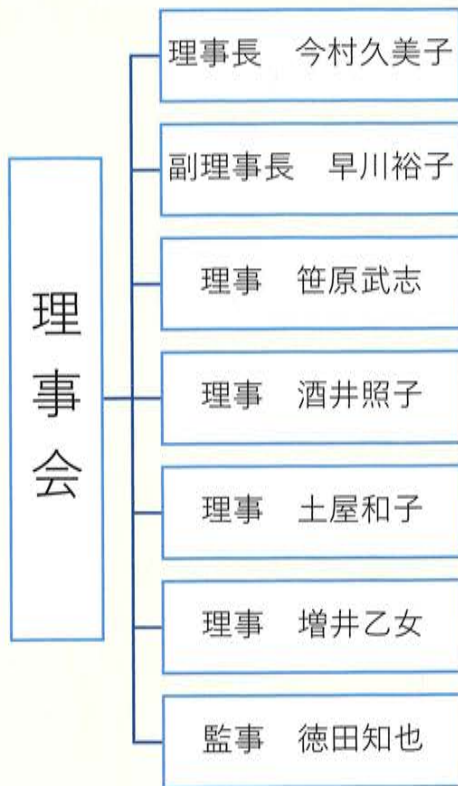 理事会
理事長　今村久美子
副理事長　早川裕子
理事　笹原武志
理事　酒井照子
理事　土屋和子
理事　増井乙女
監事　徳田知也